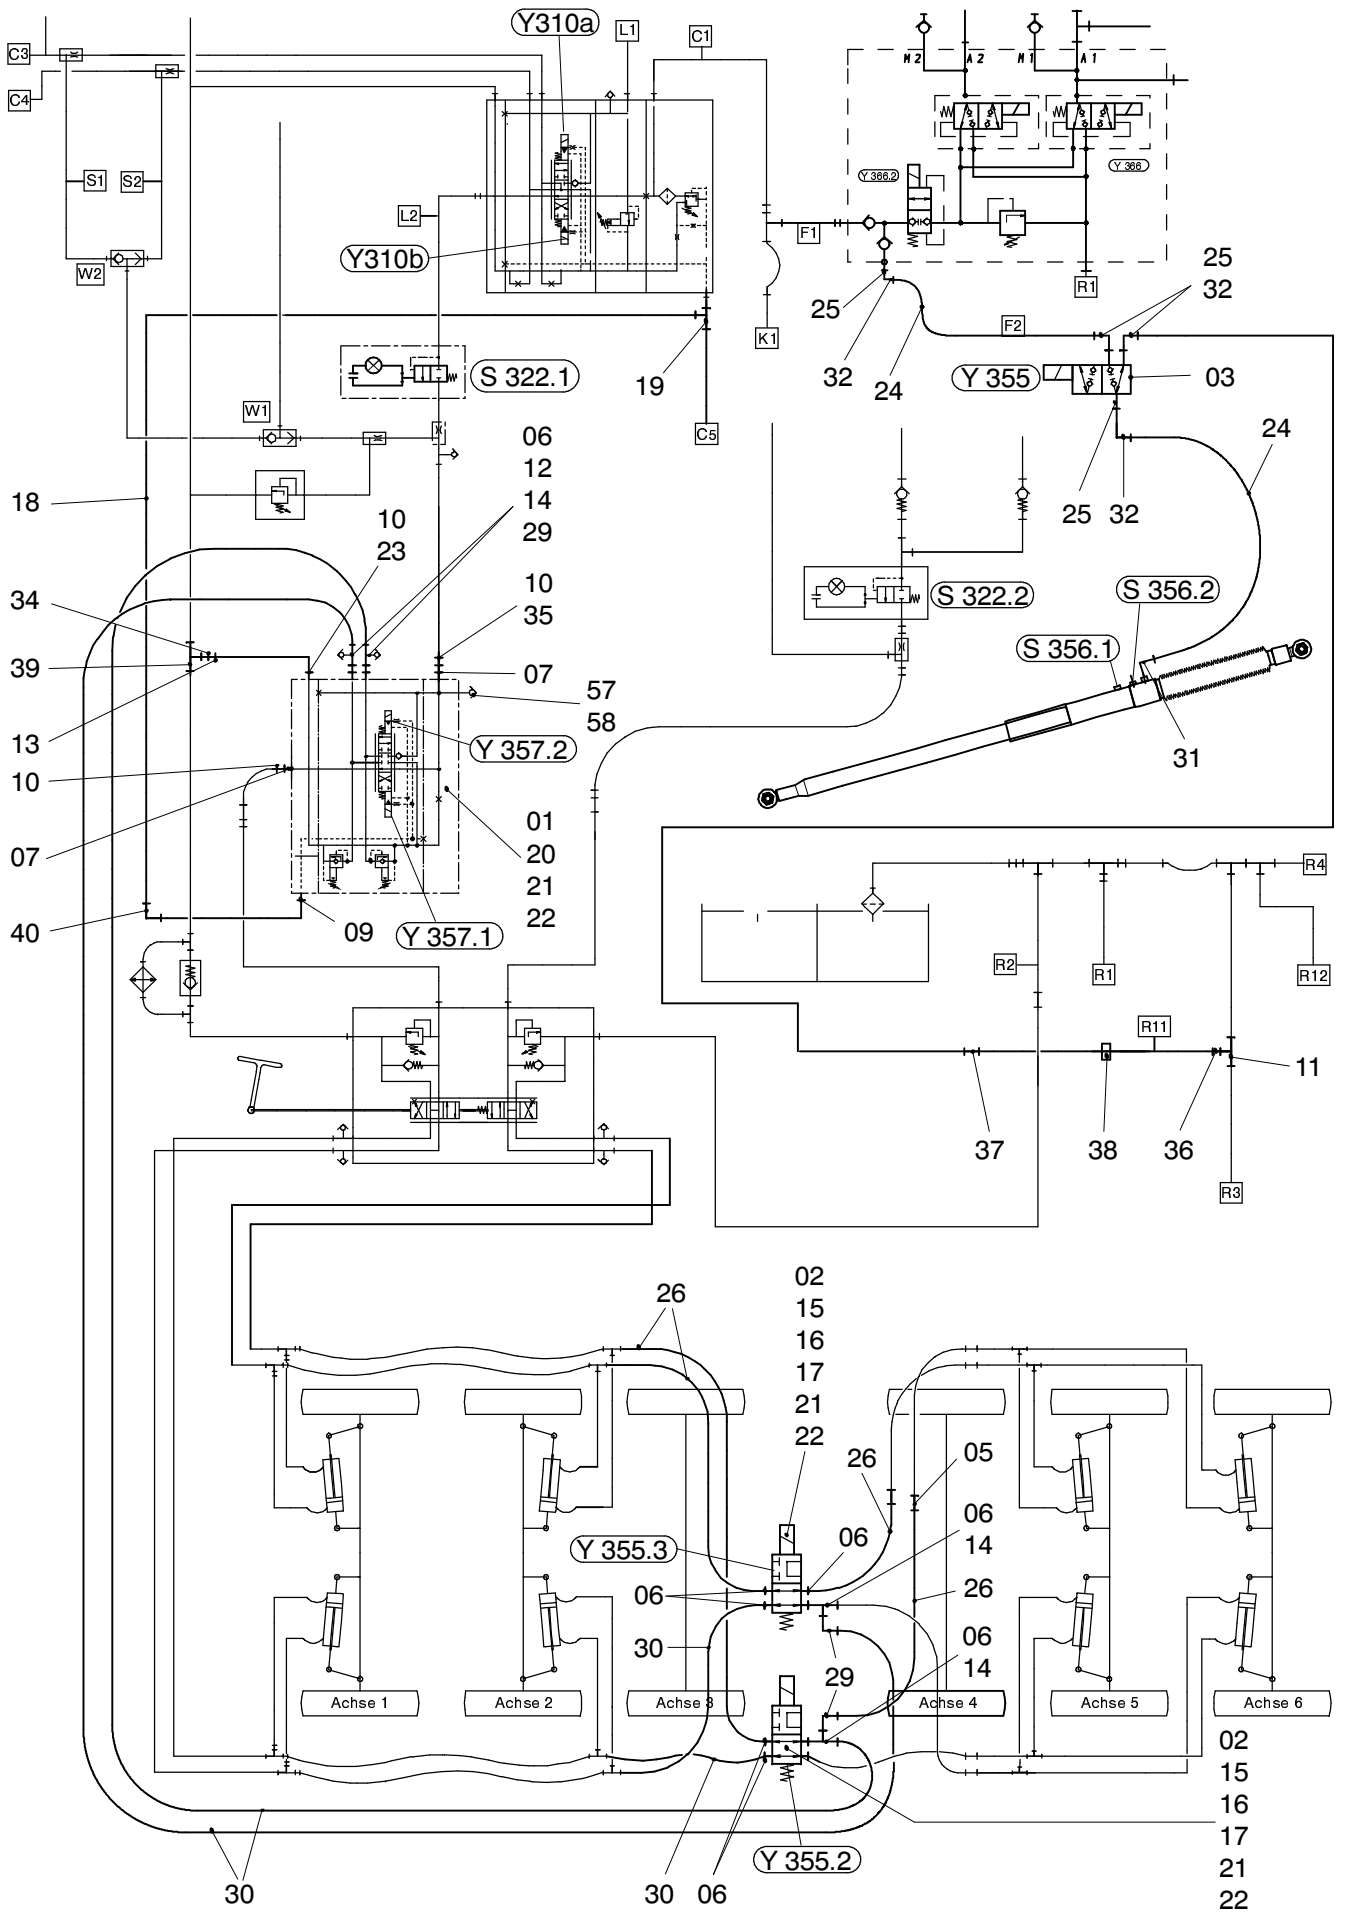 Y310a
L1
C1
C3
C4
M2
A2
M1
A1
S1
S2
Y 366.2
Y 366
L2
F1
Y310b
W2
R1
25
32
25
F2
K1
19
32
24
Y 355
03
S 322.1
W1
C5
06
12
14
29
24
18
10
23
25
32
10
35
34
S 322.2
S 356.2
S 356.1
39
07
57
58
13
Y 357.2
31
10
01
20
21
22
07
R4
40
09
Y 357.1
R2
R1
R12
R11
11
37
38
36
R3
02
15
16
17
21
22
26
26
05
06
14
Y 355.3
06
06
26
30
06
14
29
Achse 1
Achse 2
Achse 3
Achse 4
Achse 5
Achse 6
02
15
16
17
21
22
Y 355.2
30
30
06